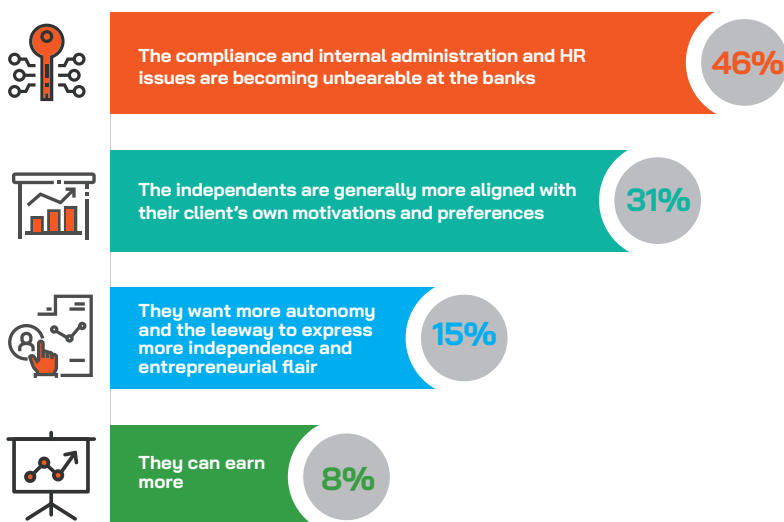 The compliance and internal administration and HR
issues are becoming unbearable at the banks
46%
The independents are generally more aligned with
their client's own motivations and preferences
31%
They want more autonomy
and the leeway to express
more independence and
entrepreneurial flair
15%
They can earn
more
8%